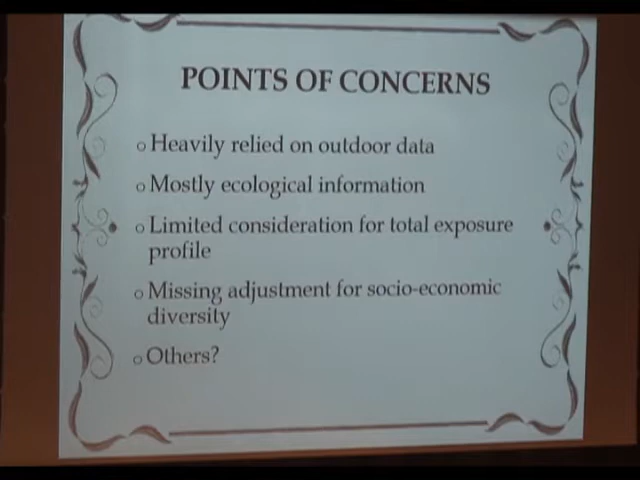 POINTS OF CONCERNS
Heavily relied on outdoor data
Mostly ecological information
Limited consideration for total exposure
profile
Missing adjustment for socio-economic
diversity
Others?